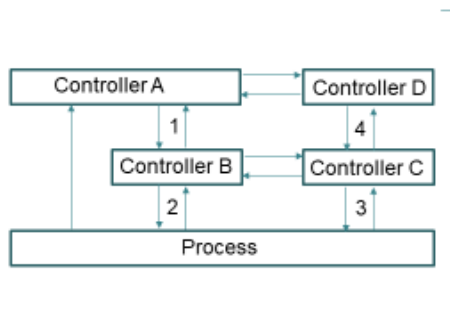 Controller A
Controller D
1
4
Controller B
Controller C
2
3
Process